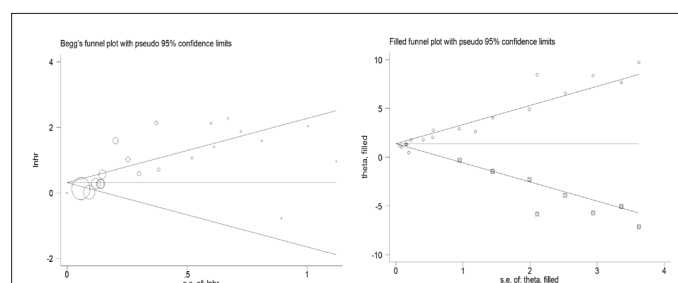 Begg's funnel plot with pseudo 95% confidence limits
4
2
0
-2
lnhr
0
.5
1
s.e. of: lnhr
Filled funnel plot with pseudo 95% confidence limits
10
5
0
-5
-10
theta, filled
0
1
2
3
4
s.e. of: theta, filled